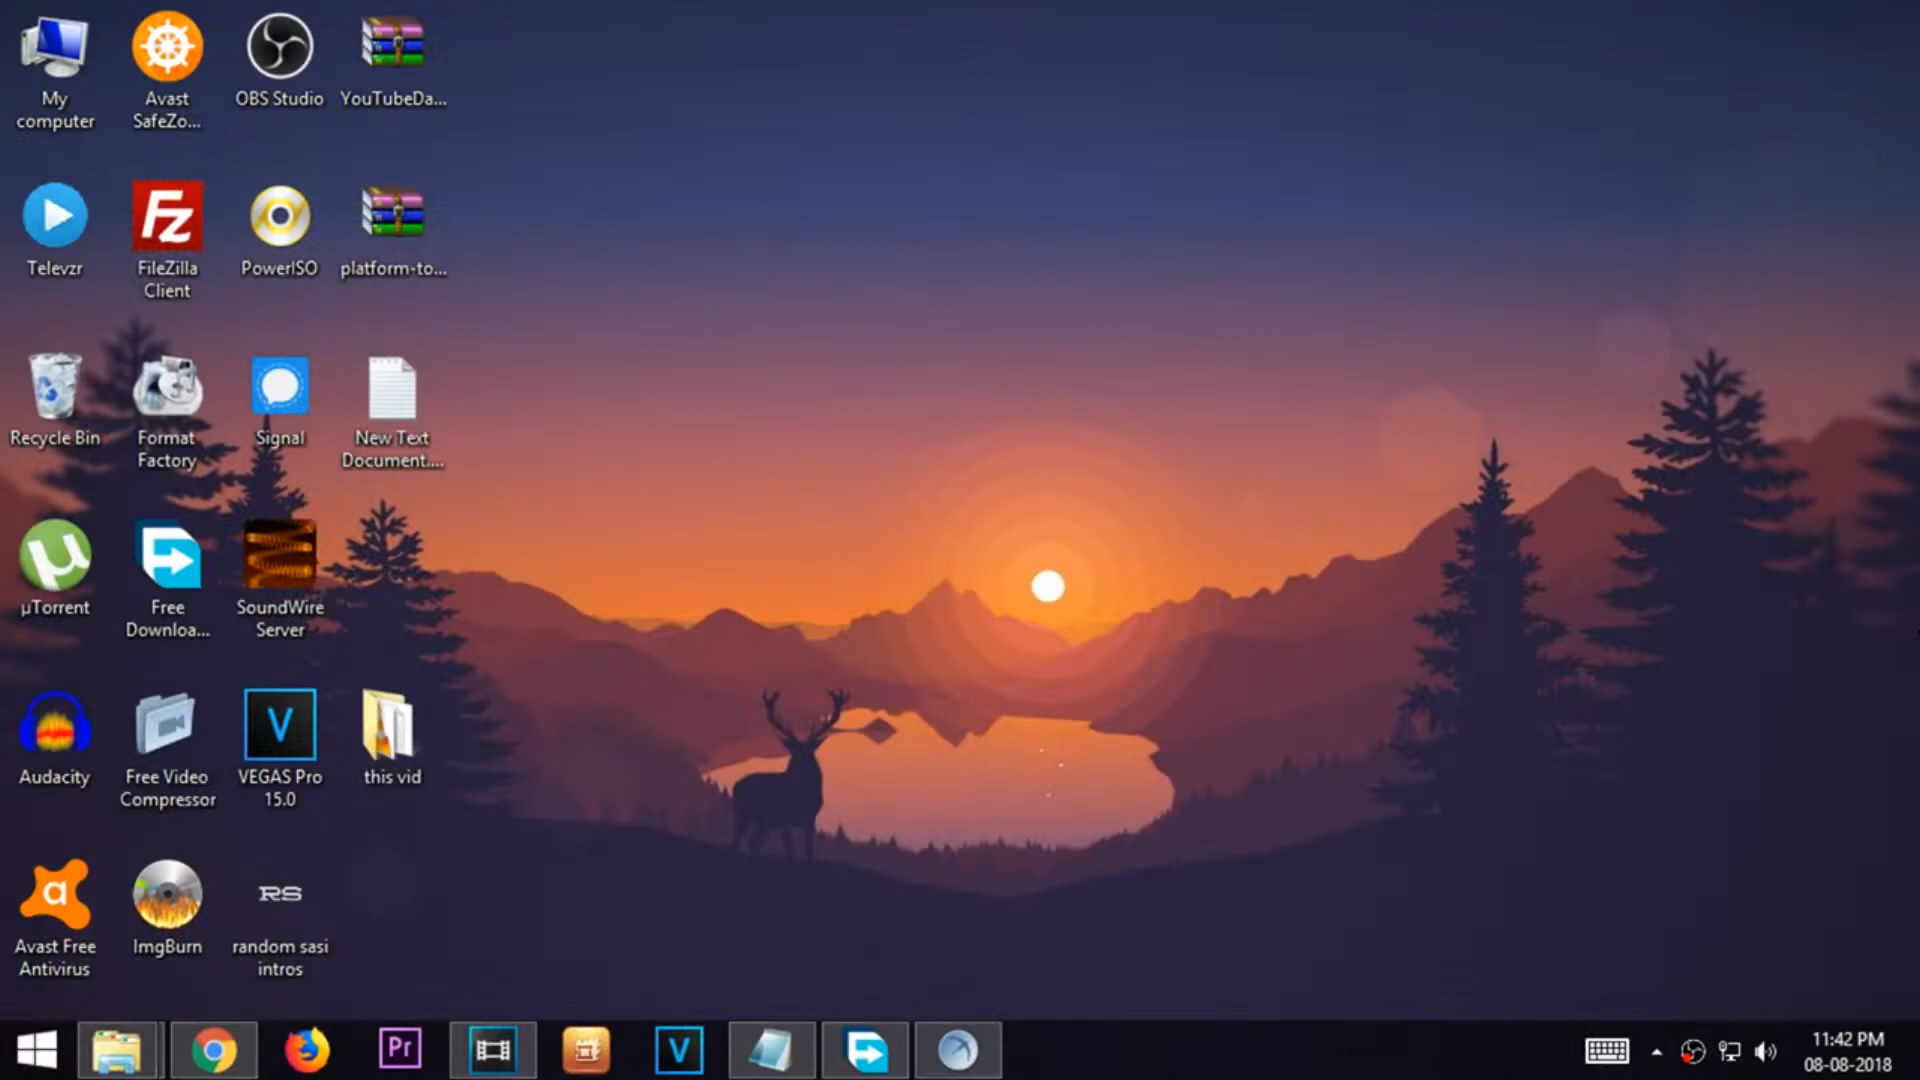 My
computer
Avast
SafeZo...
OBS Studio
YouTubeDa...
Televzr
FileZilla
Client
PowerISO
platform-to...
Recycle Bin
Format
Factory
Signal
New Text
Document....
µTorrent
Free
Downloa...
SoundWire
Server
Audacity
Free Video
Compressor
VEGAS Pro
15.0
this vid
Avast Free
Antivirus
ImgBurn
RS
random sasi
intros
Fz
V
a
µ
Pr
V
11:42 PM
08-08-2018